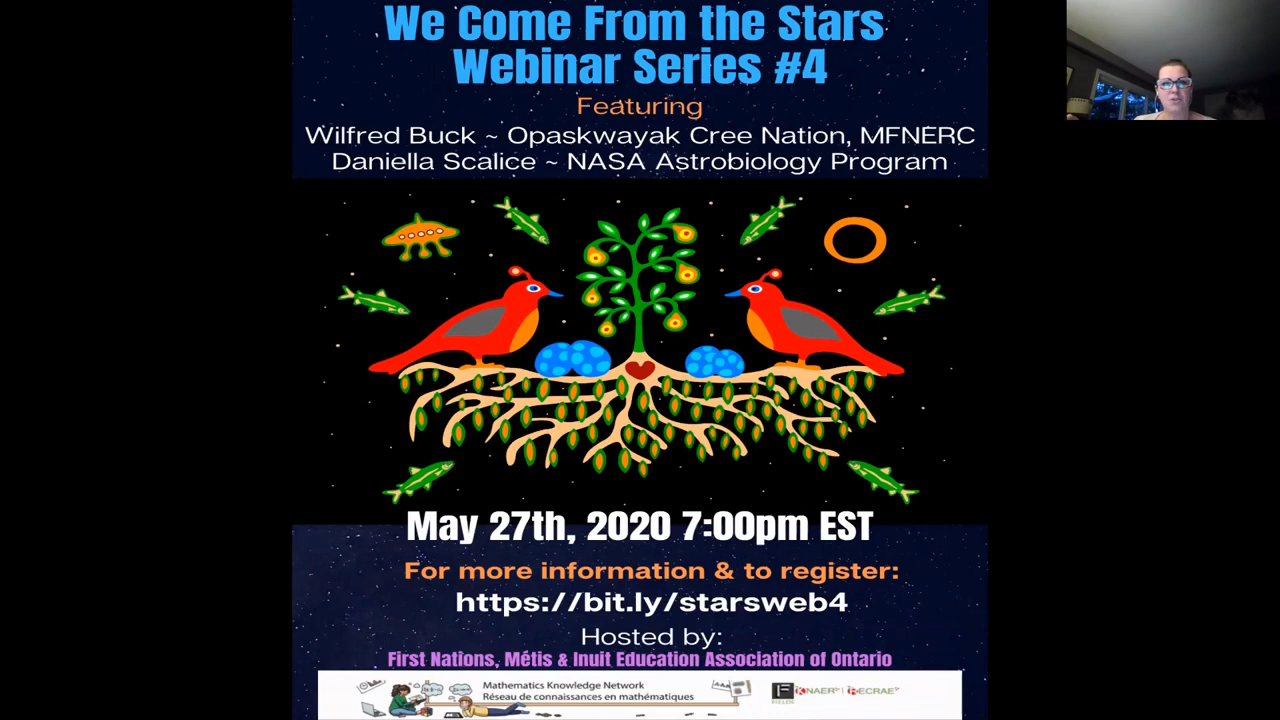 We Come From the Stars
Webinar Series #4
Featuring
Wilfred Buck ~ Opaskwayak Cree Nation, MFNERC
Daniella Scalice ~ NASA Astrobiology Program
May 27th, 2020 7:00pm EST
For more information & to register:
https://bit.ly/starsweb4
Hosted by:
First Nations, Métis & Inuit Education Association of Ontario
Mathematics Knowledge Network
Réseau de connaissances en mathématiques
KNAER | RECRAE